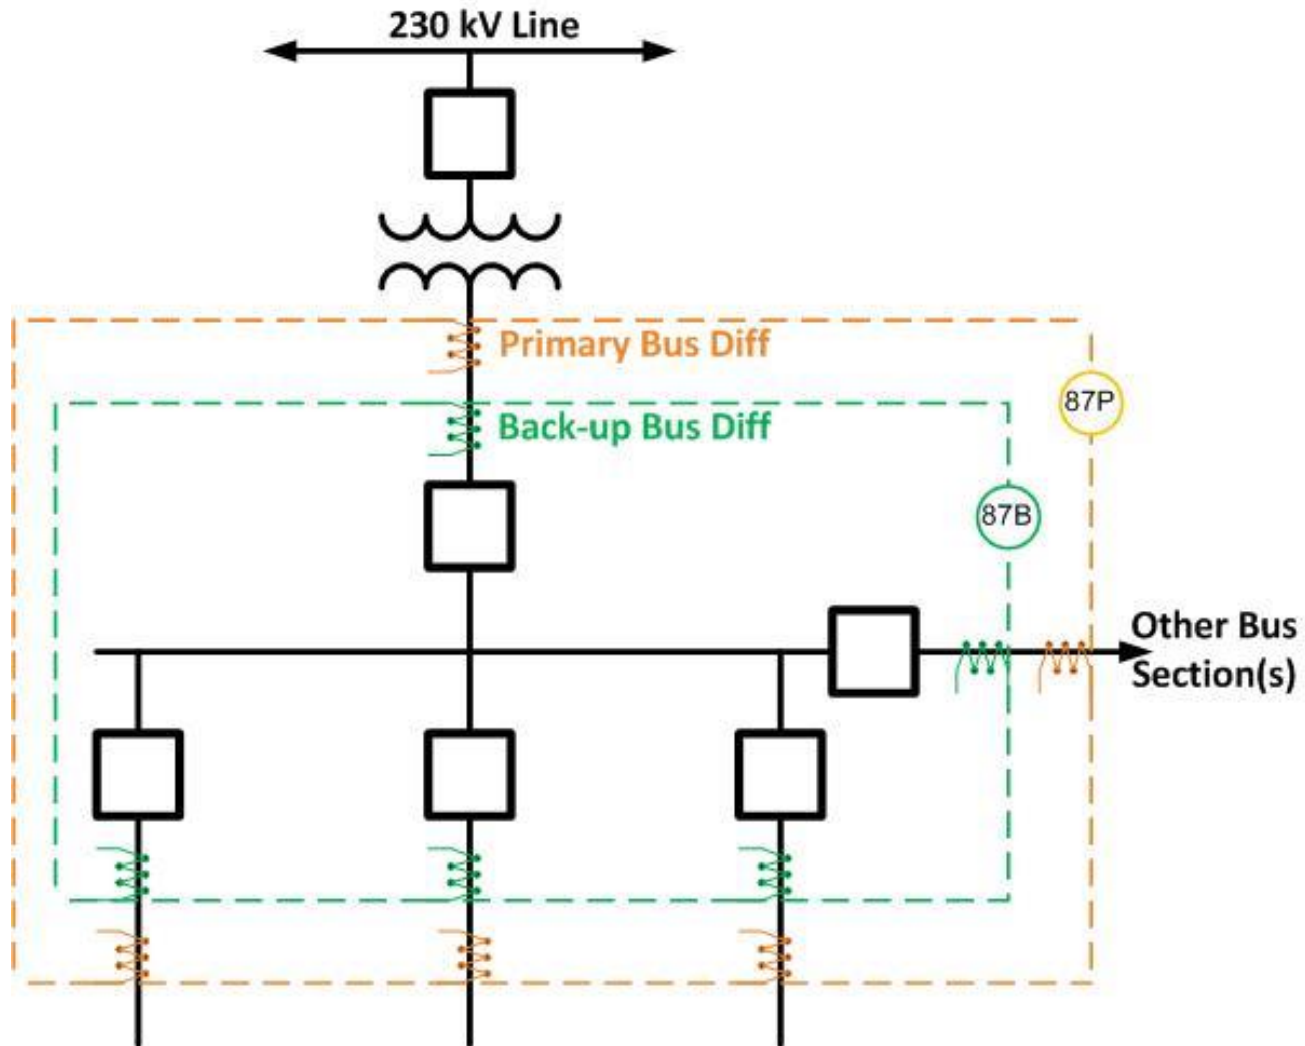 230 kV Line
Primary Bus Diff
87P
Back-up Bus Diff
87B
Other Bus
Section(s)